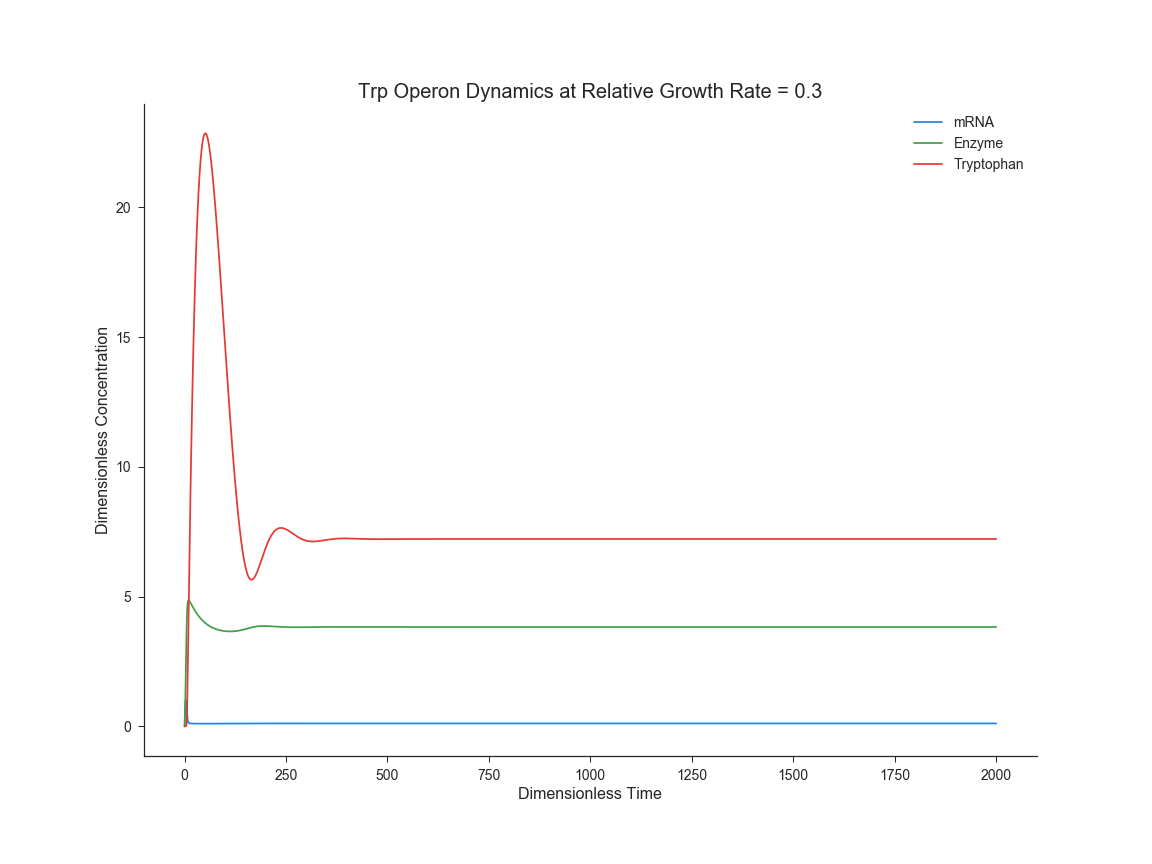 Trp Operon Dynamics at Relative Growth Rate = 0.3
mRNA
Enzyme
Tryptophan
Dimensionless Concentration
20
15
10
5
0
0 250 500 750 1000 1250 1500 1750 2000
Dimensionless Time